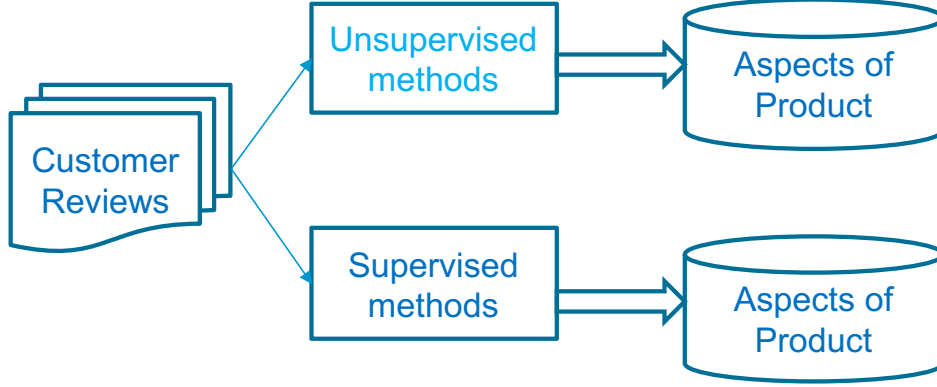 Customer
Reviews
Unsupervised
methods
Aspects of
Product
Supervised
methods
Aspects of
Product